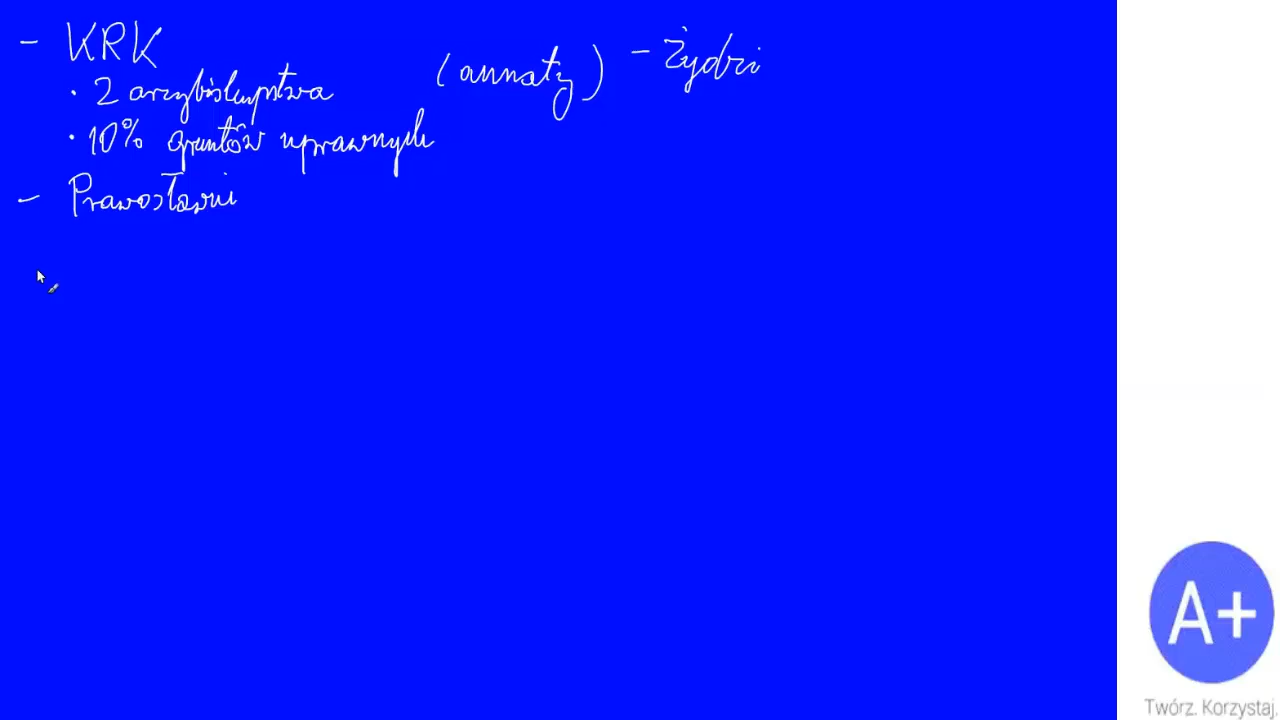 - KRK
· 2 arcybiskupstwa
· 10% gruntów uprawnych
(annaty)
- Prawosławni
- Żydzi
A+
Twórz. Korzystaj.